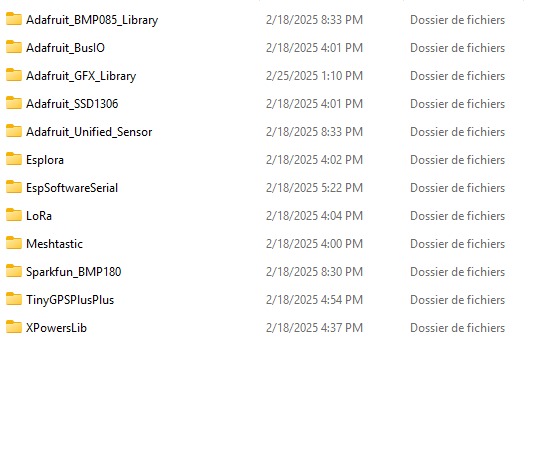 Adafruit_BMP085_Library 2/18/2025 8:33 PM Dossier de fichiers
Adafruit_BusIO 2/18/2025 4:01 PM Dossier de fichiers
Adafruit_GFX_Library 2/25/2025 1:10 PM Dossier de fichiers
Adafruit_SSD1306 2/18/2025 4:01 PM Dossier de fichiers
Adafruit_Unified_Sensor 2/18/2025 8:33 PM Dossier de fichiers
Esplora 2/18/2025 4:02 PM Dossier de fichiers
EspSoftwareSerial 2/18/2025 5:22 PM Dossier de fichiers
LoRa 2/18/2025 4:04 PM Dossier de fichiers
Meshtastic 2/18/2025 4:00 PM Dossier de fichiers
Sparkfun_BMP180 2/18/2025 8:30 PM Dossier de fichiers
TinyGPSPlusPlus 2/18/2025 4:54 PM Dossier de fichiers
XPowersLib 2/18/2025 4:37 PM Dossier de fichiers